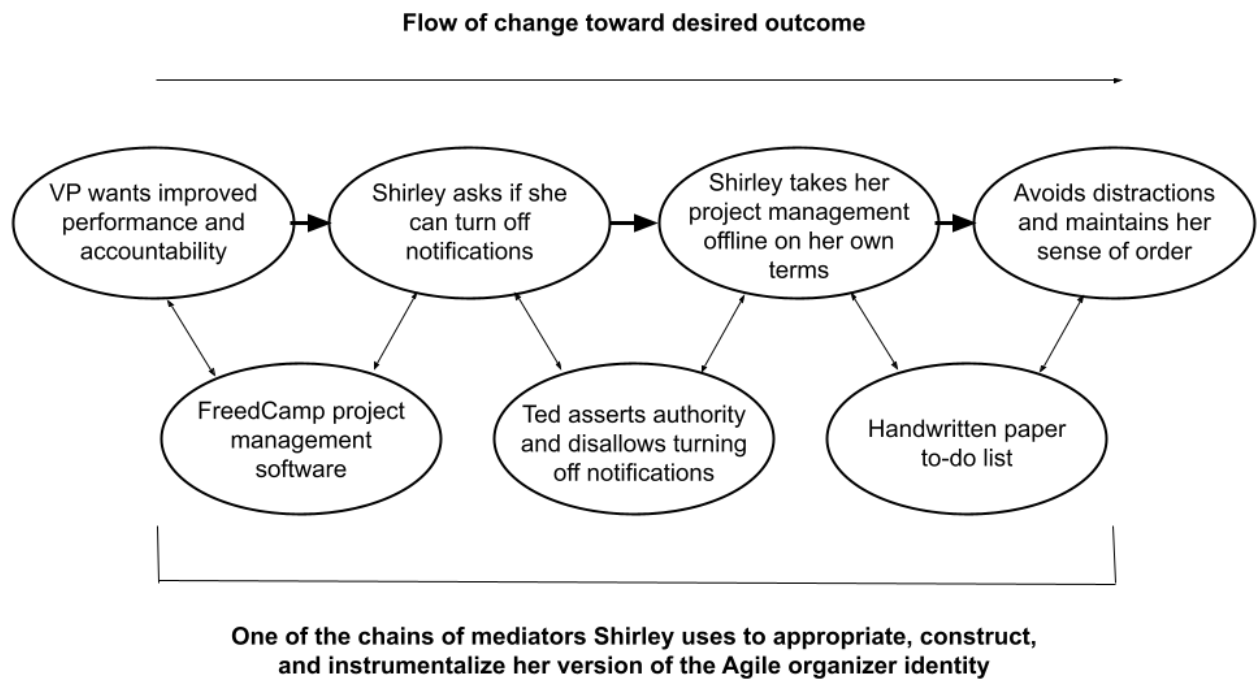 Flow of change toward desired outcome
VP wants improved
performance and
accountability
Shirley asks if she
can turn off
notifications
Shirley takes her
project management
offline on her own
terms
Avoids distractions
and maintains her
sense of order
FreedCamp project
management
software
Ted asserts authority
and disallows turning
off notifications
Handwritten paper
to-do list
One of the chains of mediators Shirley uses to appropriate, construct,
and instrumentalize her version of the Agile organizer identity